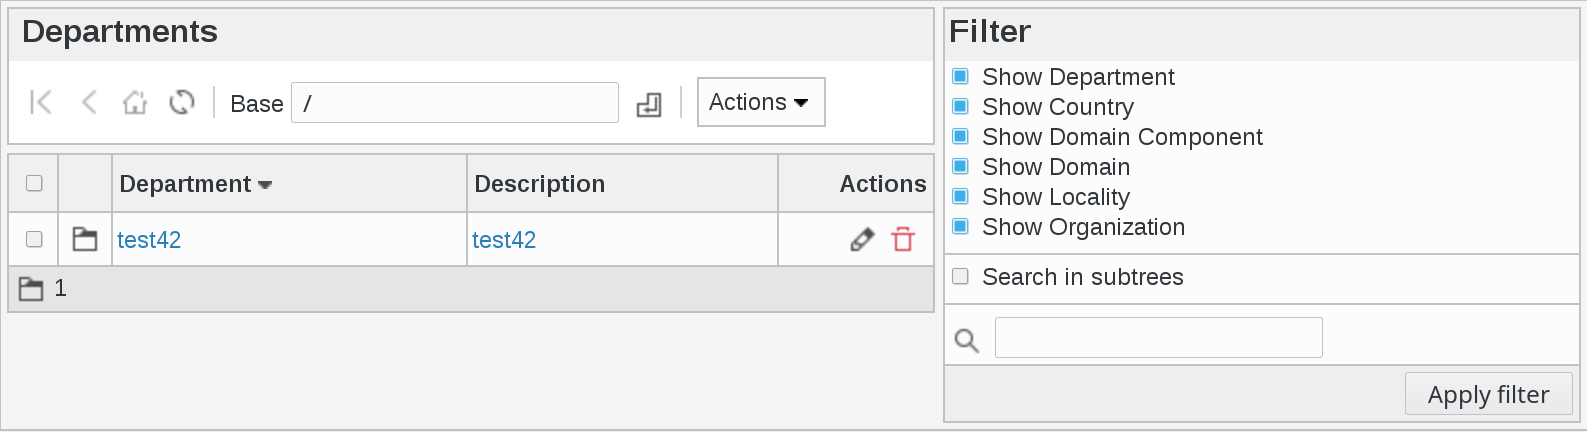 Departments
Base / Actions
Department Description Actions
test42 test42
1
Filter
Show Department
Show Country
Show Domain Component
Show Domain
Show Locality
Show Organization
Search in subtrees
Apply filter